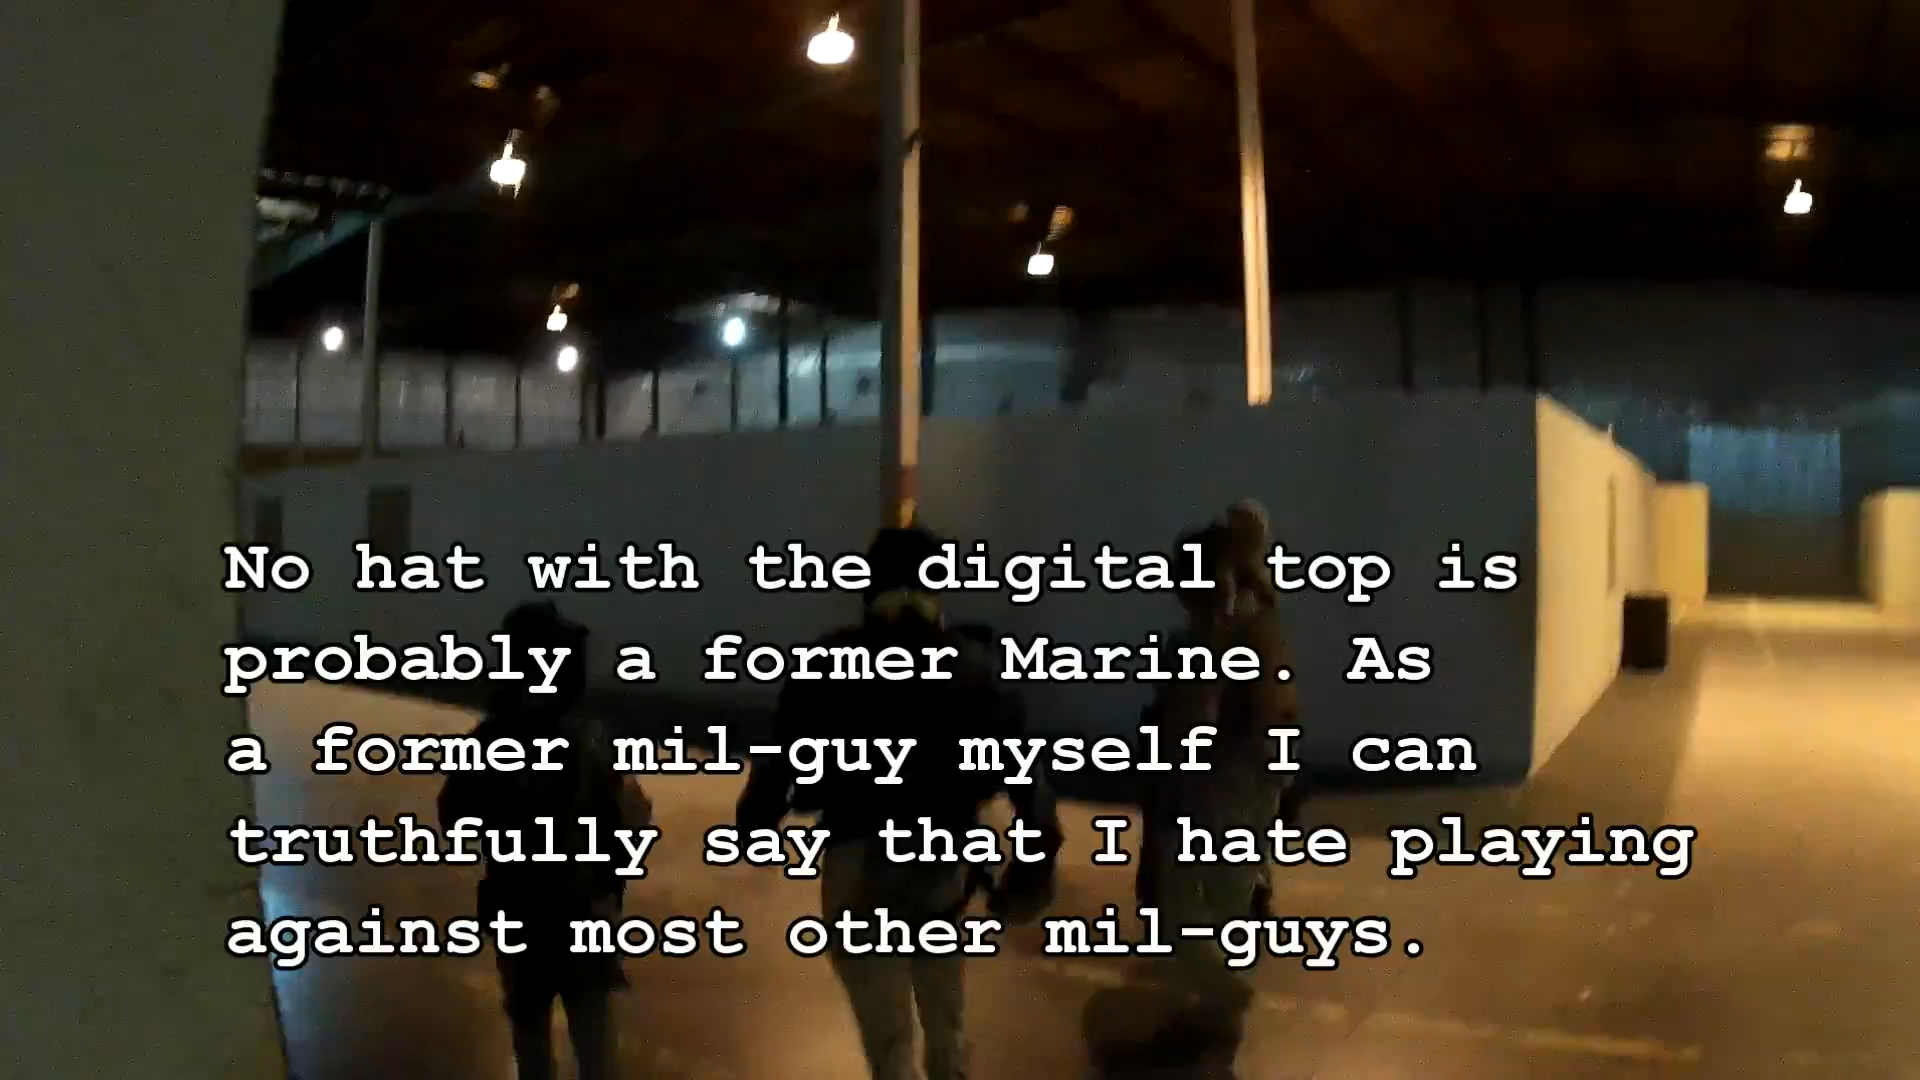 No hat with the digital top is
probably a former Marine. As
a former mil-guy myself I can
truthfully say that I hate playing
against most other mil-guys.